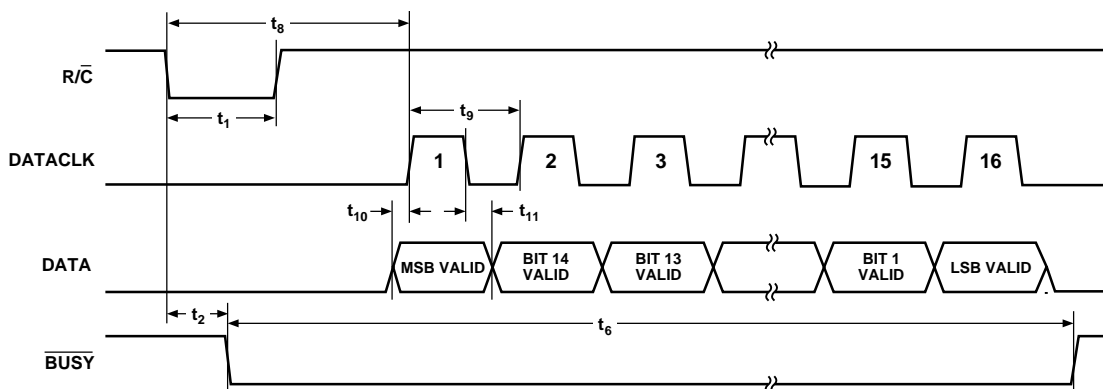 t8
R/C̅
t1
t9
DATACLK
1 2 3 15 16
t10 t11
DATA
MSB VALID
BIT 14 VALID
BIT 13 VALID
BIT 1 VALID
LSB VALID
t2 t6
B̅U̅S̅Y̅